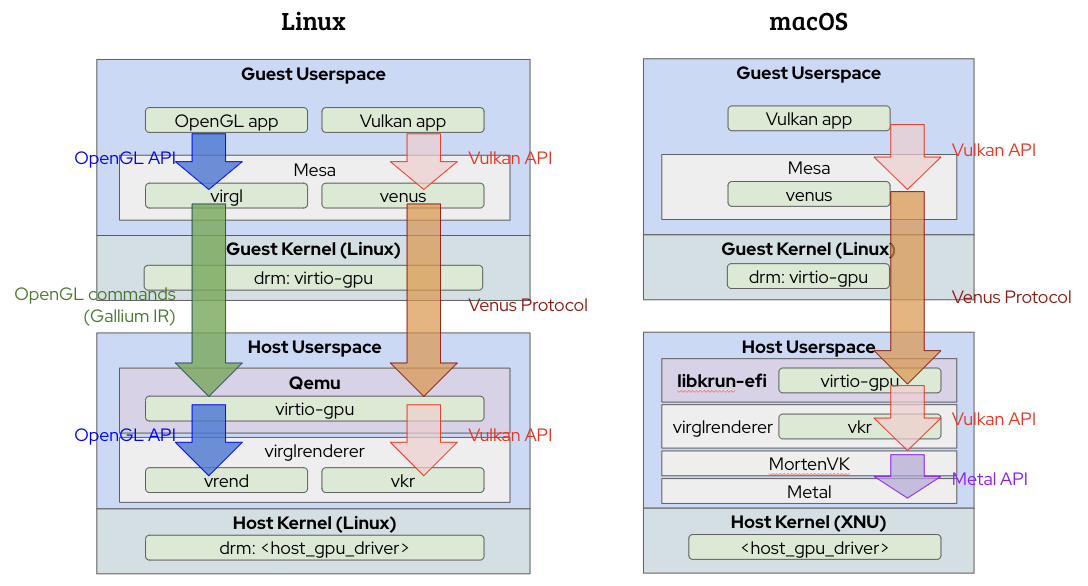 Linux
Guest Userspace
OpenGL app
Vulkan app
OpenGL API
Vulkan API
Mesa
virgl
venus
Guest Kernel (Linux)
drm: virtio-gpu
OpenGL commands
(Gallium IR)
Venus Protocol
Host Userspace
Qemu
virtio-gpu
OpenGL API
Vulkan API
virglrenderer
vrend
vkr
Host Kernel (Linux)
drm: <host_gpu_driver>
macOS
Guest Userspace
Vulkan app
Vulkan API
Mesa
venus
Guest Kernel (Linux)
drm: virtio-gpu
Venus Protocol
Host Userspace
libkrun-efi
virtio-gpu
virglrenderer
vkr
Vulkan API
MortenVK
Metal API
Metal
Host Kernel (XNU)
<host_gpu_driver>